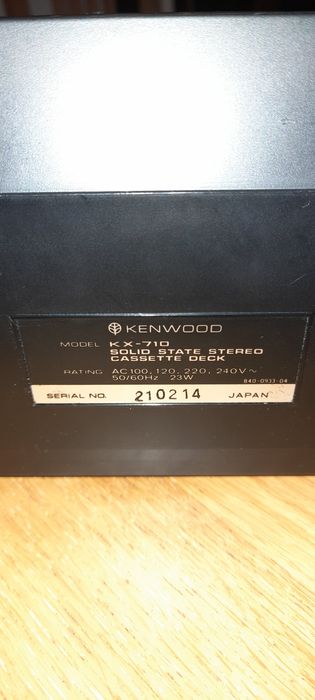 KENWOOD
MODEL KX-710
SOLID STATE STEREO
CASSETTE DECK
RATING AC100, 120, 220, 240V~
50/60Hz 23W
B40-0933-04
SERIAL NO. 210214 JAPAN